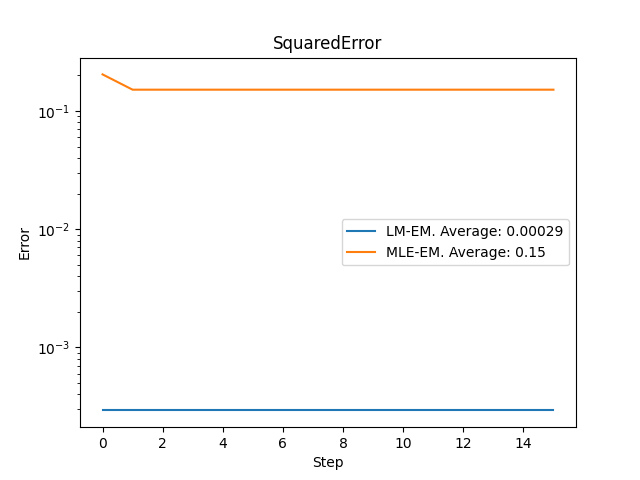 SquaredError
Error
10⁻¹
10⁻²
10⁻³
LM-EM. Average: 0.00029
MLE-EM. Average: 0.15
0 2 4 6 8 10 12 14
Step